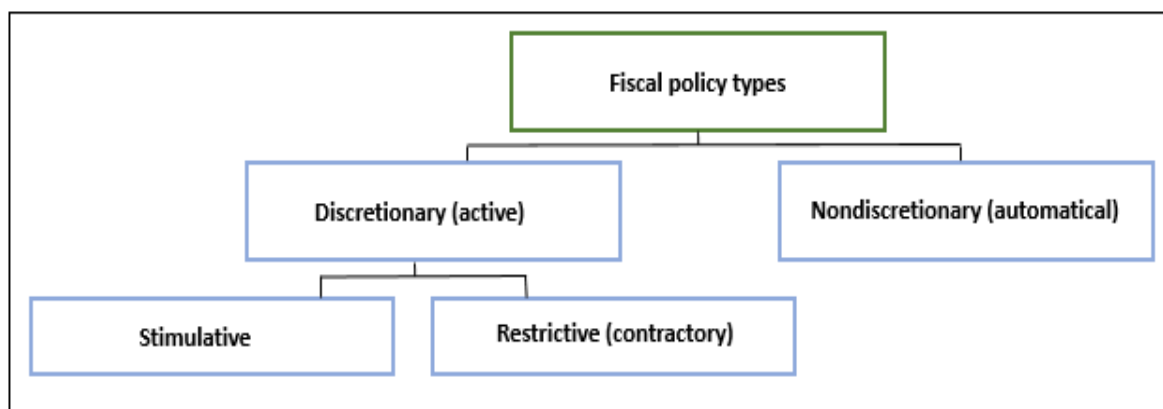 Fiscal policy types
Discretionary (active)
Nondiscretionary (automatical)
Stimulative
Restrictive (contractory)